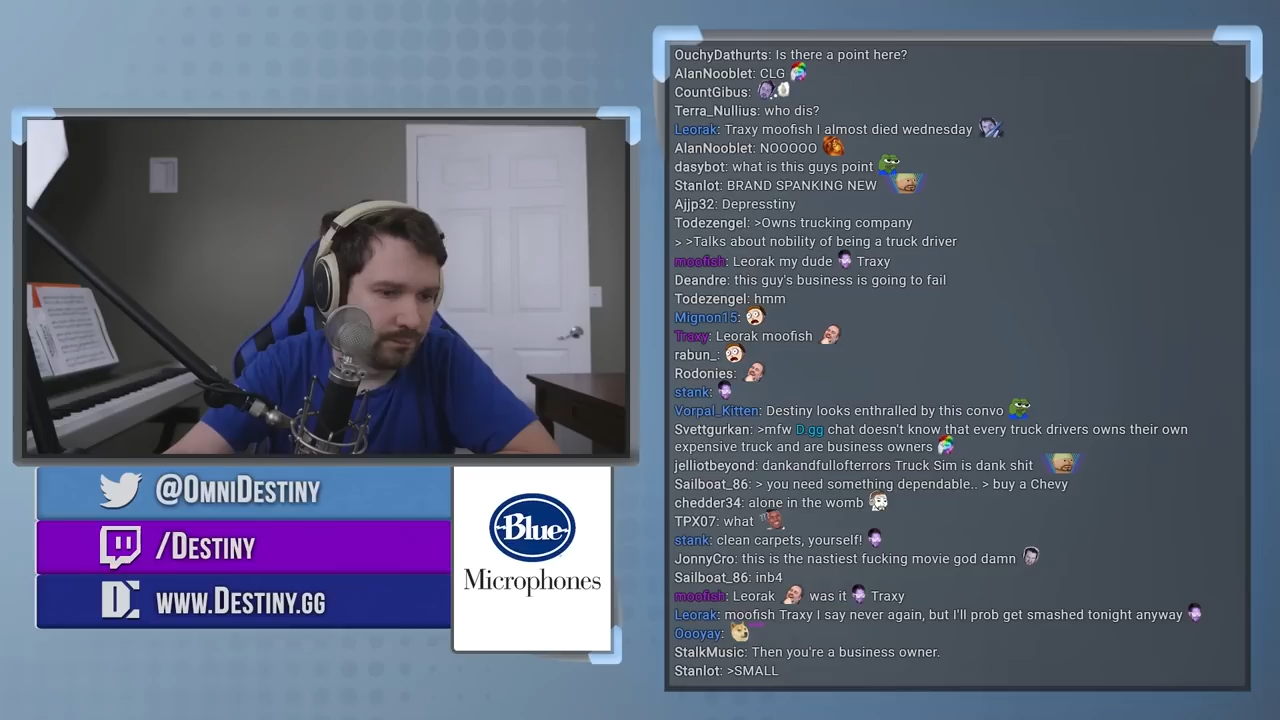 OuchyDathurts: Is there a point here?
AlanNooblet: CLG
CountGibus:
Terra_Nullius: who dis?
Leorak: Traxy moofish I almost died wednesday
AlanNooblet: NOOOOO
dasybot: what is this guys point
Stanlot: BRAND SPANKING NEW
Ajjp32: Depresstiny
Todezengel: >Owns trucking company
> >Talks about nobility of being a truck driver
moofish: Leorak my dude Traxy
Deandre: this guy's business is going to fail
Todezengel: hmm
Mignon15:
Traxy: Leorak moofish
rabun_:
Rodonies:
stank:
Vorpal_Kitten: Destiny looks enthralled by this convo
Svettgurkan: >mfw D.gg chat doesn't know that every truck drivers owns their own
expensive truck and are business owners
jelliotbeyond: dankandfullofterrors Truck Sim is dank shit
Sailboat_86: > you need something dependable.. > buy a Chevy
chedder34: alone in the womb
TPX07: what
stank: clean carpets, yourself!
JonnyCro: this is the nastiest fucking movie god damn
Sailboat_86: inb4
moofish: Leorak was it Traxy
Leorak: moofish Traxy I say never again, but I'll prob get smashed tonight anyway
Oooyay:
StalkMusic: Then you're a business owner.
Stanlot: >SMALL
@OmniDestiny
/Destiny
www.Destiny.gg
Blue
Microphones